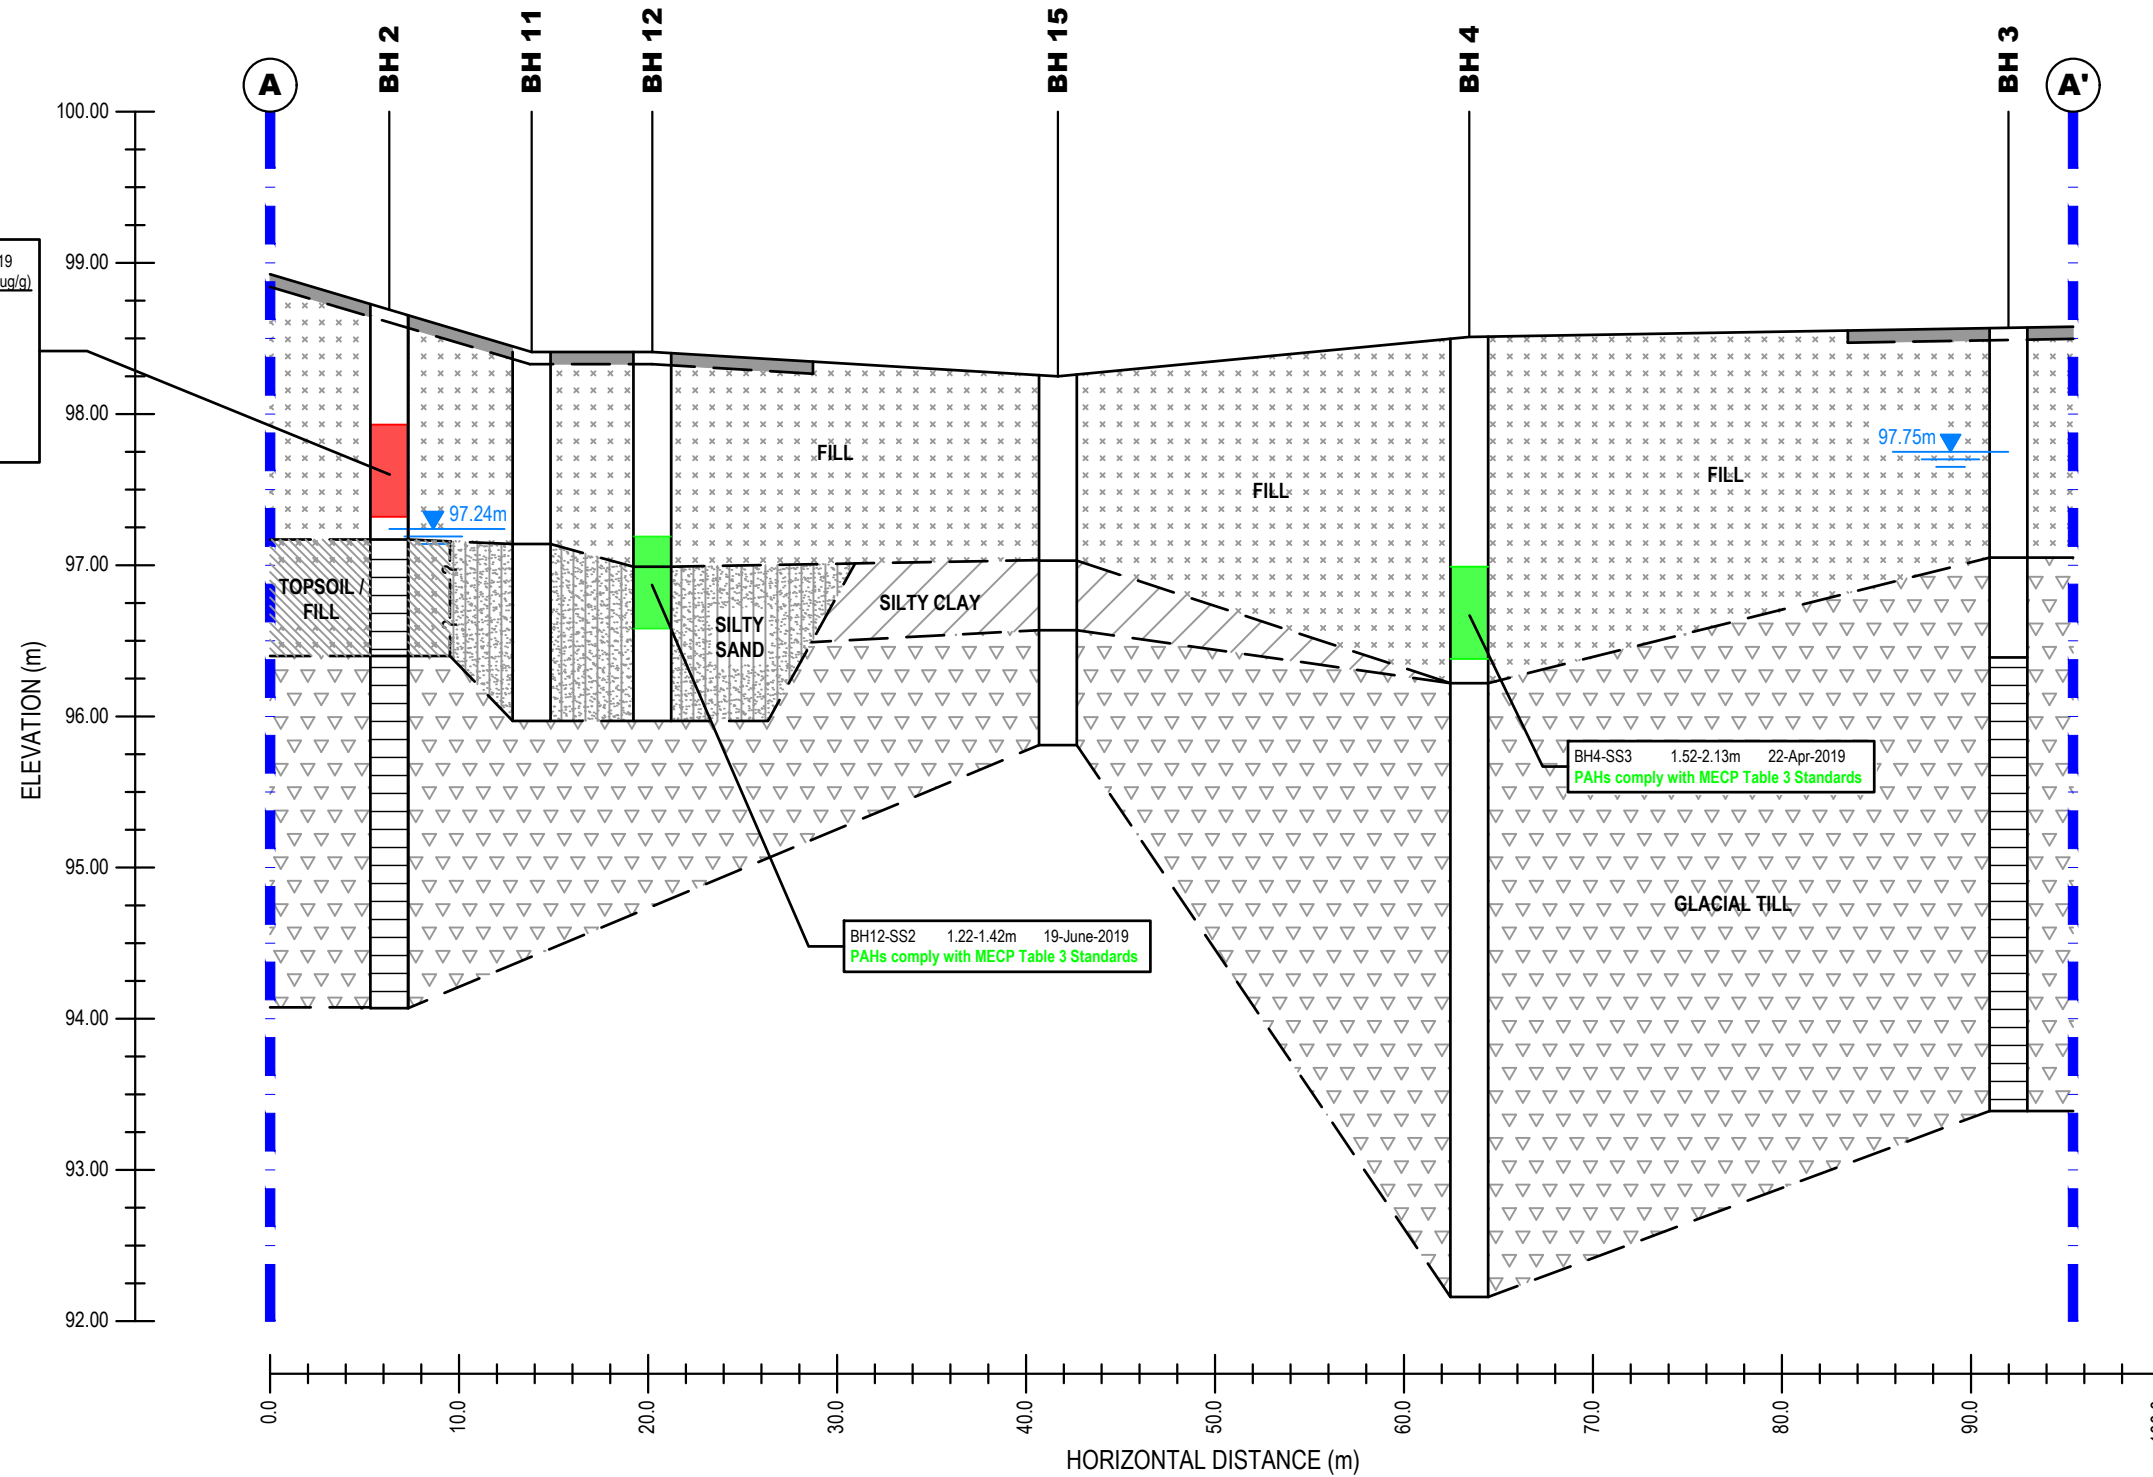 BH 2
BH 11
BH 12
BH 15
BH 4
BH 3
A
A'
100.00
99.00
98.00
97.00
96.00
95.00
94.00
93.00
92.00
ELEVATION (m)
19
ug/g)
FILL
FILL
FILL
97.75m
97.24m
TOPSOIL /
FILL
?
?
SILTY
SAND
SILTY CLAY
GLACIAL TILL
BH4-SS3 1.52-2.13m 22-Apr-2019
PAHs comply with MECP Table 3 Standards
BH12-SS2 1.22-1.42m 19-June-2019
PAHs comply with MECP Table 3 Standards
0.0
10.0
20.0
30.0
40.0
50.0
60.0
70.0
80.0
90.0
HORIZONTAL DISTANCE (m)